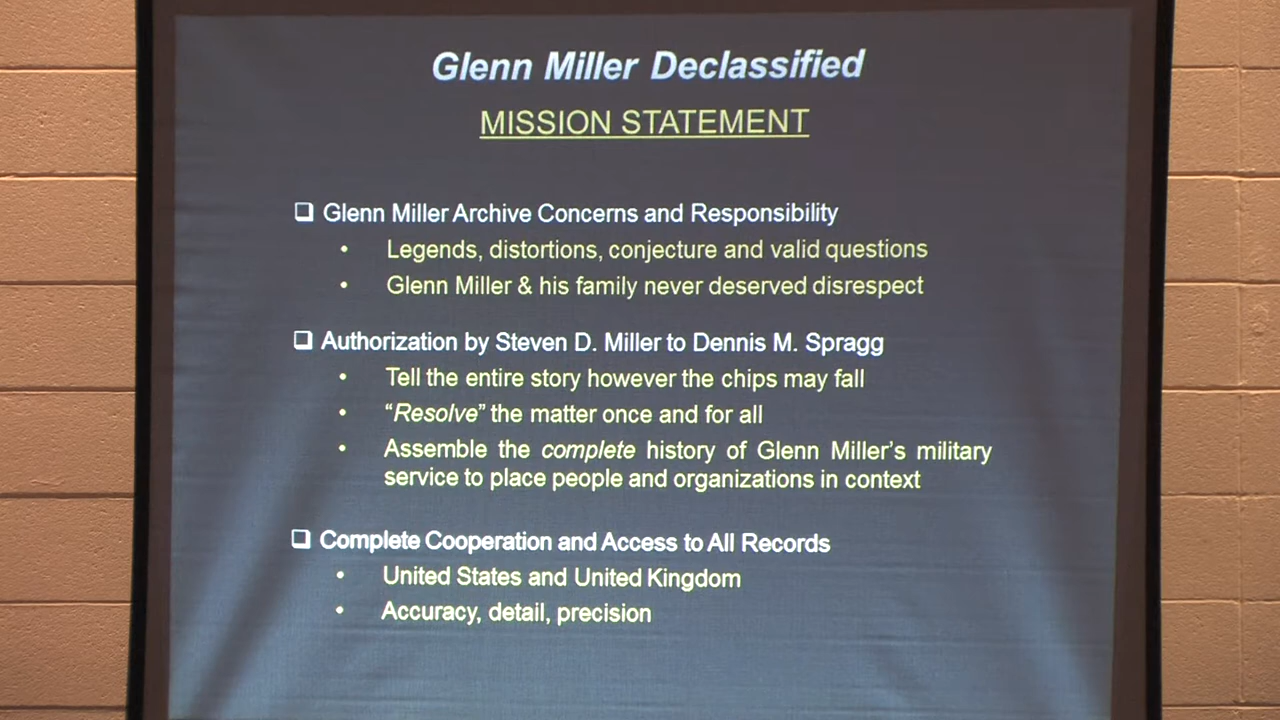 Glenn Miller Declassified
MISSION STATEMENT
❑ Glenn Miller Archive Concerns and Responsibility
• Legends, distortions, conjecture and valid questions
• Glenn Miller & his family never deserved disrespect
❑ Authorization by Steven D. Miller to Dennis M. Spragg
• Tell the entire story however the chips may fall
• “Resolve” the matter once and for all
• Assemble the complete history of Glenn Miller’s military
service to place people and organizations in context
❑ Complete Cooperation and Access to All Records
• United States and United Kingdom
• Accuracy, detail, precision